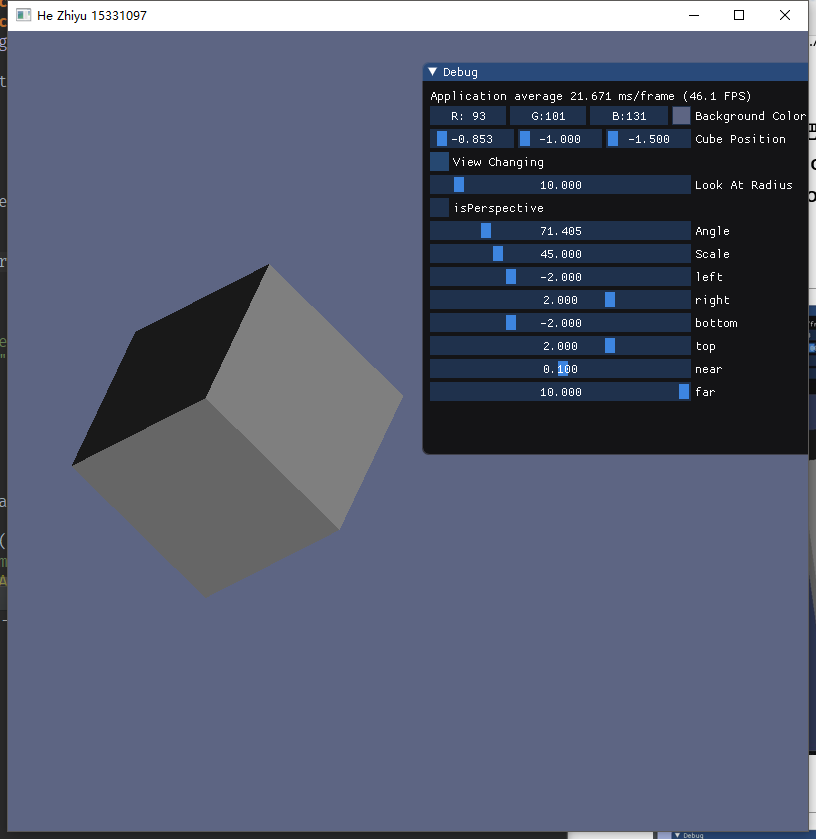 He Zhiyu 15331097
Debug
Application average 21.671 ms/frame (46.1 FPS)
R: 93 G:101 B:131 Background Color
-0.853 -1.000 -1.500 Cube Position
View Changing
10.000 Look At Radius
isPerspective
71.405 Angle
45.000 Scale
-2.000 left
2.000 right
-2.000 bottom
2.000 top
0.100 near
10.000 far
Debug